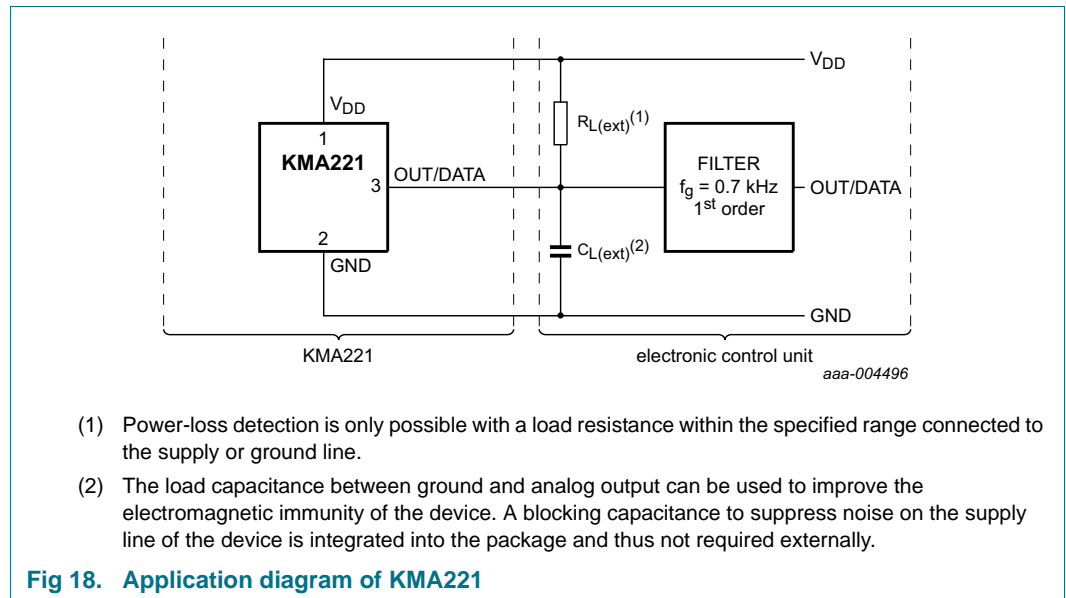 V_DD
V_DD
R_L(ext)(1)
1
KMA221
3
OUT/DATA
FILTER
f_g = 0.7 kHz
1st order
OUT/DATA
2
GND
C_L(ext)(2)
GND
KMA221
electronic control unit
aaa-004496
(1) Power-loss detection is only possible with a load resistance within the specified range connected to
the supply or ground line.
(2) The load capacitance between ground and analog output can be used to improve the
electromagnetic immunity of the device. A blocking capacitance to suppress noise on the supply
line of the device is integrated into the package and thus not required externally.
Fig 18. Application diagram of KMA221